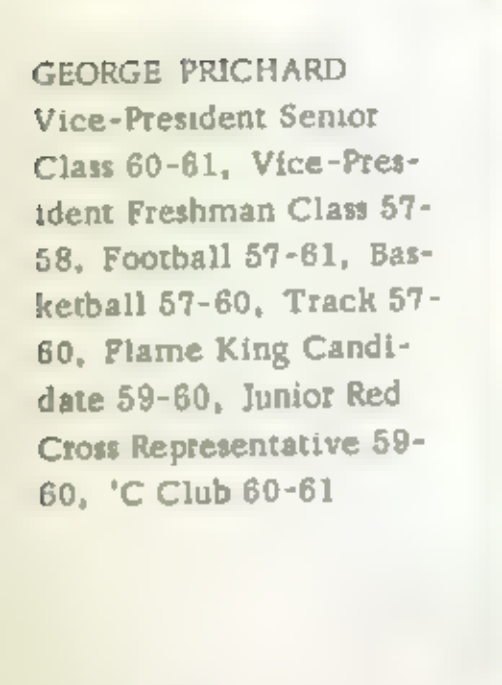 GEORGE PRICHARD
Vice-President Senior
Class 60-61, Vice-Pres-
ident Freshman Class 57-
58, Football 57-61, Bas-
ketball 57-60, Track 57-
60, Flame King Candi-
date 59-60, Junior Red
Cross Representative 59-
60, 'C Club 60-61